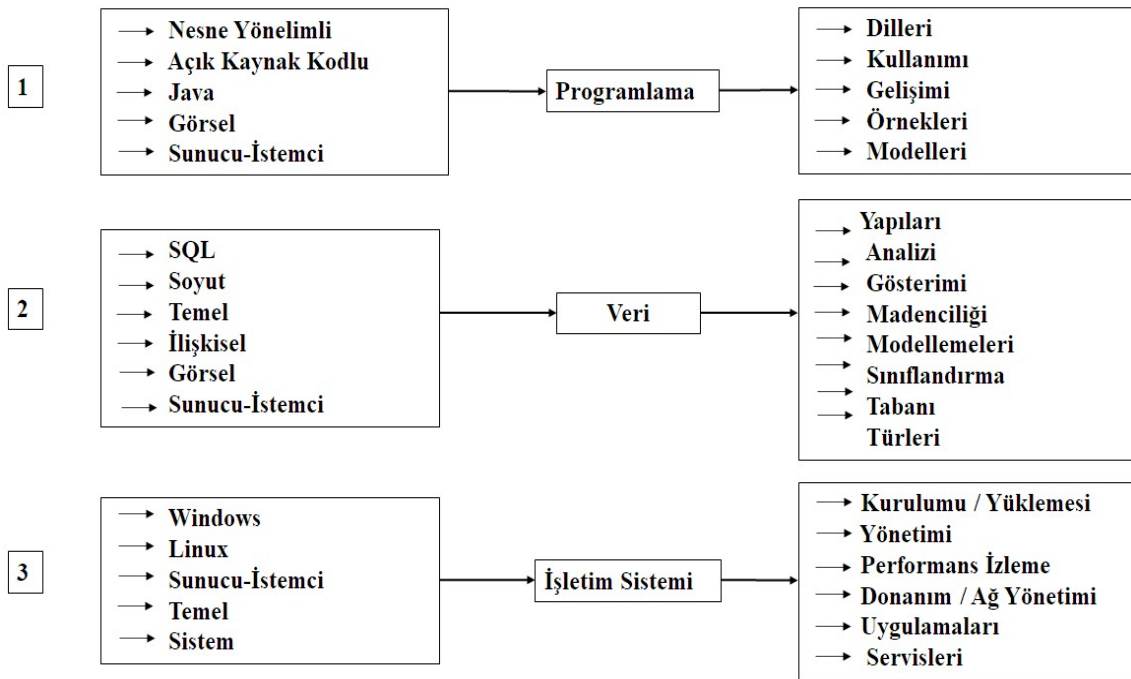 1
Nesne Yönelimli
Açık Kaynak Kodlu
Java
Görsel
Sunucu-İstemci
Programlama
Dilleri
Kullanımı
Gelişimi
Örnekleri
Modelleri
2
SQL
Soyut
Temel
İlişkisel
Görsel
Sunucu-İstemci
Veri
Yapıları
Analizi
Gösterimi
Madenciliği
Modellemeleri
Sınıflandırma
Tabanı
Türleri
3
Windows
Linux
Sunucu-İstemci
Temel
Sistem
İşletim Sistemi
Kurulumu / Yüklemesi
Yönetimi
Performans İzleme
Donanım / Ağ Yönetimi
Uygulamaları
Servisleri